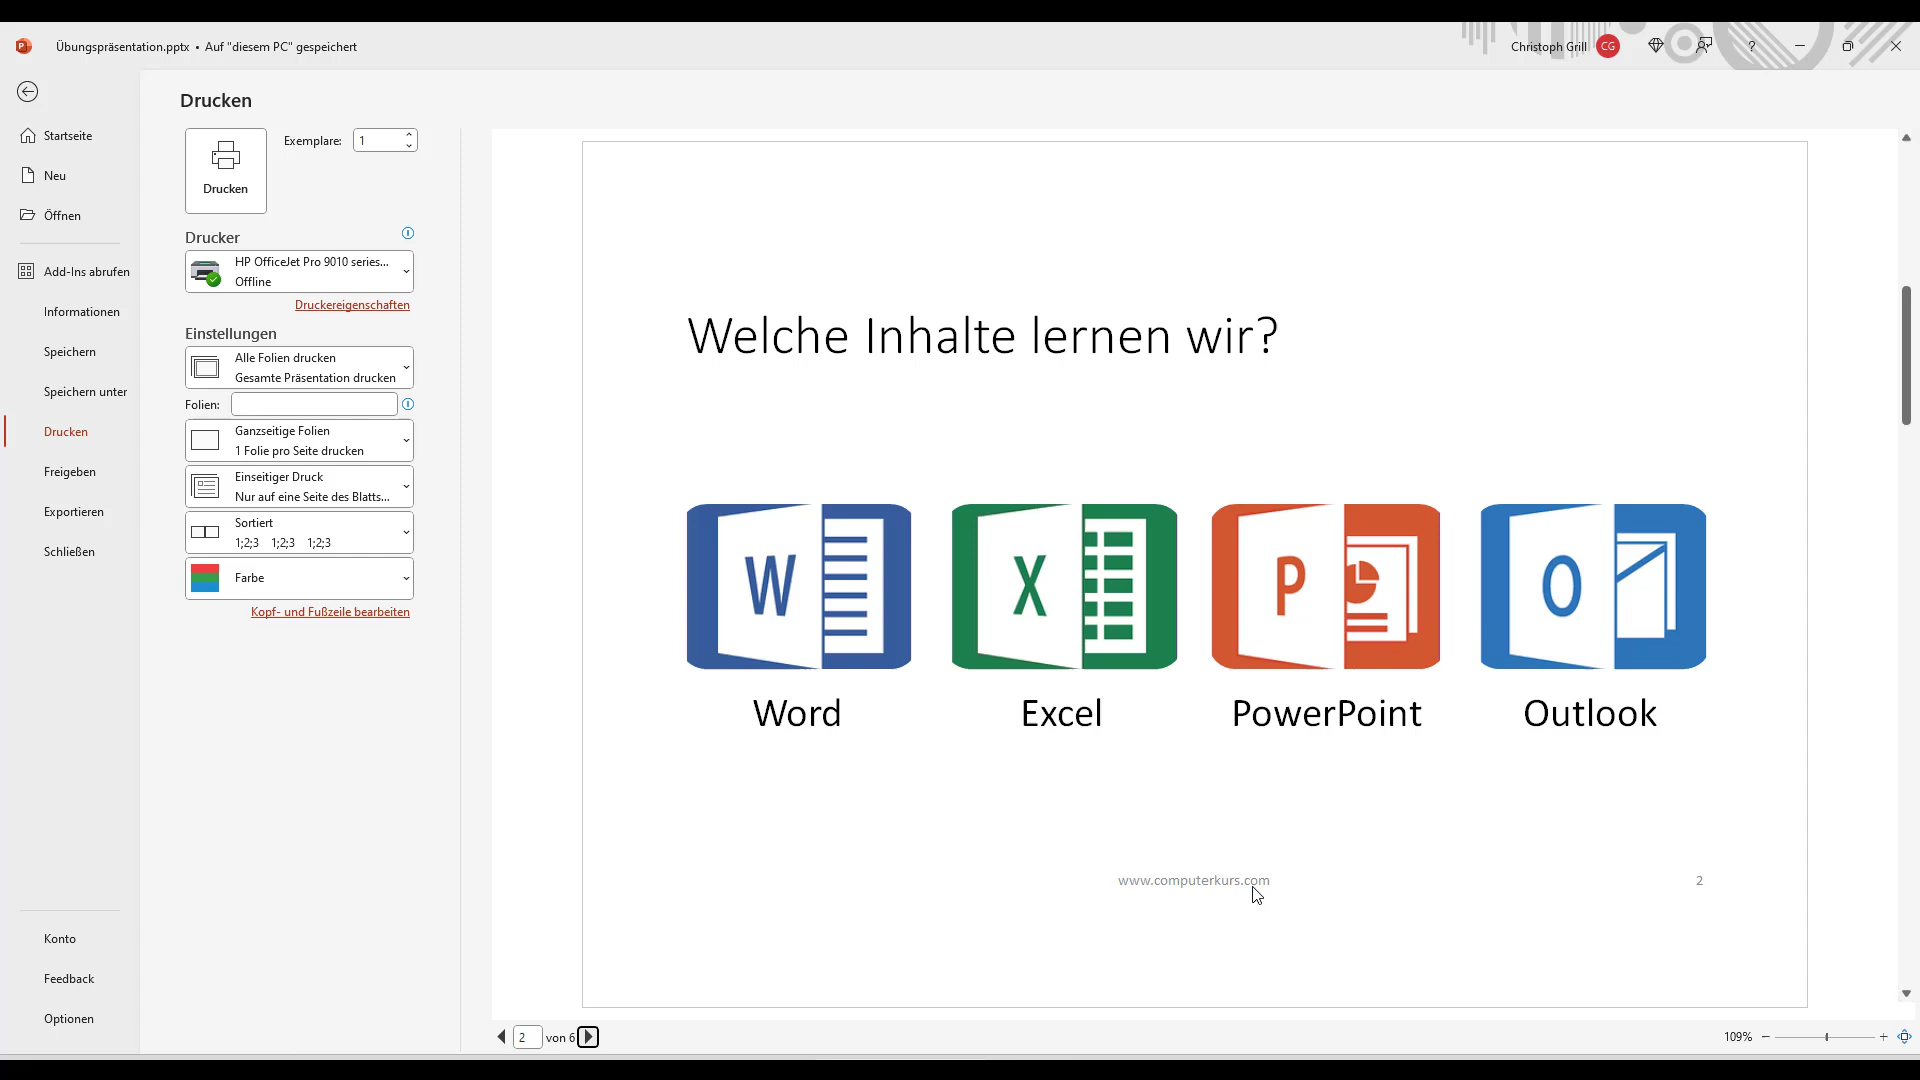 Übungspräsentation.pptx • Auf "diesem PC" gespeichert
Christoph Grill CG
?
Startseite
Neu
Öffnen
Add-Ins abrufen
Informationen
Speichern
Speichern unter
Drucken
Freigeben
Exportieren
Schließen
Konto
Feedback
Optionen
Drucken
Drucken
Exemplare: 1
Drucker
HP OfficeJet Pro 9010 series...
Offline
Druckereigenschaften
Einstellungen
Alle Folien drucken
Gesamte Präsentation drucken
Folien:
Ganzseitige Folien
1 Folie pro Seite drucken
Einseitiger Druck
Nur auf eine Seite des Blatts...
Sortiert
1;2;3 1;2;3 1;2;3
Farbe
Kopf- und Fußzeile bearbeiten
Welche Inhalte lernen wir?
W X P O
Word Excel PowerPoint Outlook
www.computerkurs.com 2
2 von 6
109%